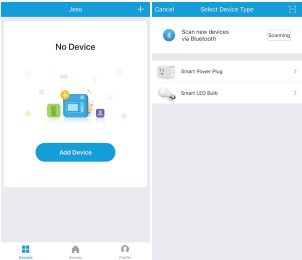 Jeeo
+
No Device
Add Device
Devices
Scenes
Profile
Cancel
Select Device Type
Scan new devices
via Bluetooth
Scanning
Smart Power Plug
Smart LED Bulb